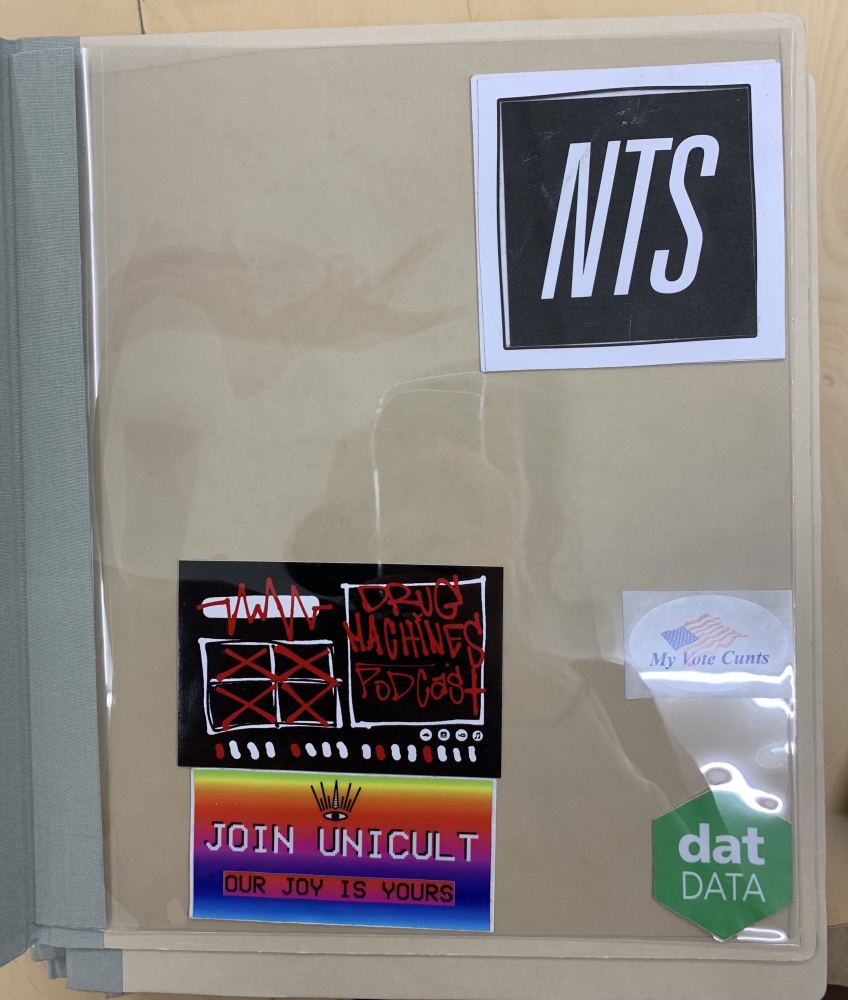 NTS
DRUG
MACHINES
PODCAST
My Vote Cunts
JOIN UNICULT
OUR JOY IS YOURS
dat
DATA